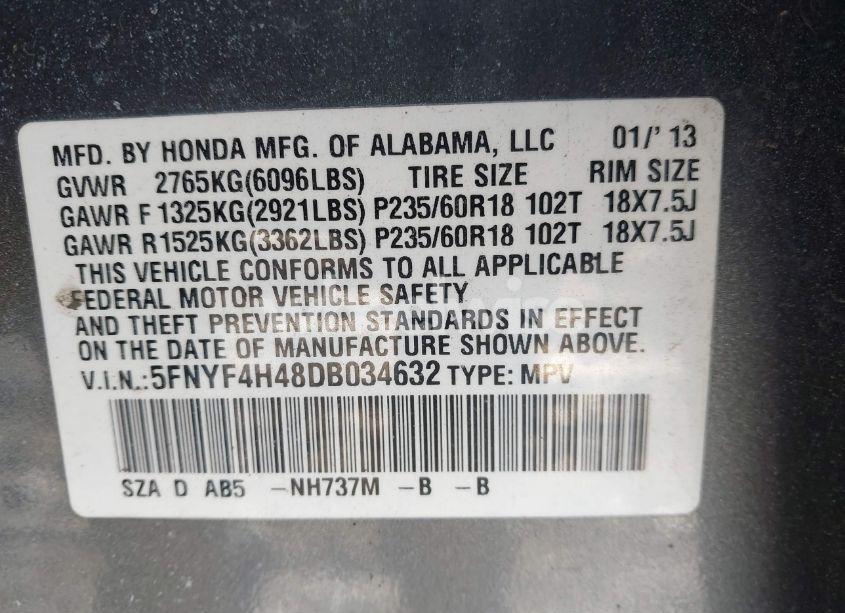 MFD. BY HONDA MFG. OF ALABAMA, LLC 01/'13
GVWR 2765KG(6096LBS) TIRE SIZE RIM SIZE
GAWR F 1325KG(2921LBS) P235/60R18 102T 18X7.5J
GAWR R1525KG(3362LBS) P235/60R18 102T 18X7.5J
THIS VEHICLE CONFORMS TO ALL APPLICABLE
FEDERAL MOTOR VEHICLE SAFETY
AND THEFT PREVENTION STANDARDS IN EFFECT
ON THE DATE OF MANUFACTURE SHOWN ABOVE.
V.I.N.:5FNYF4H48DB034632 TYPE: MPV
SZA D AB5 -NH737M -B -B